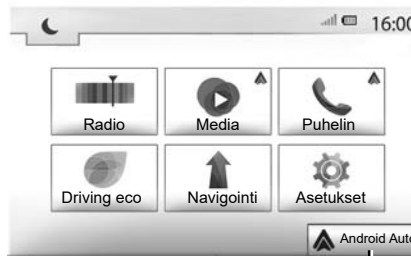 16:00
Radio Media Puhelin
Driving eco Navigointi Asetukset
Android Auto